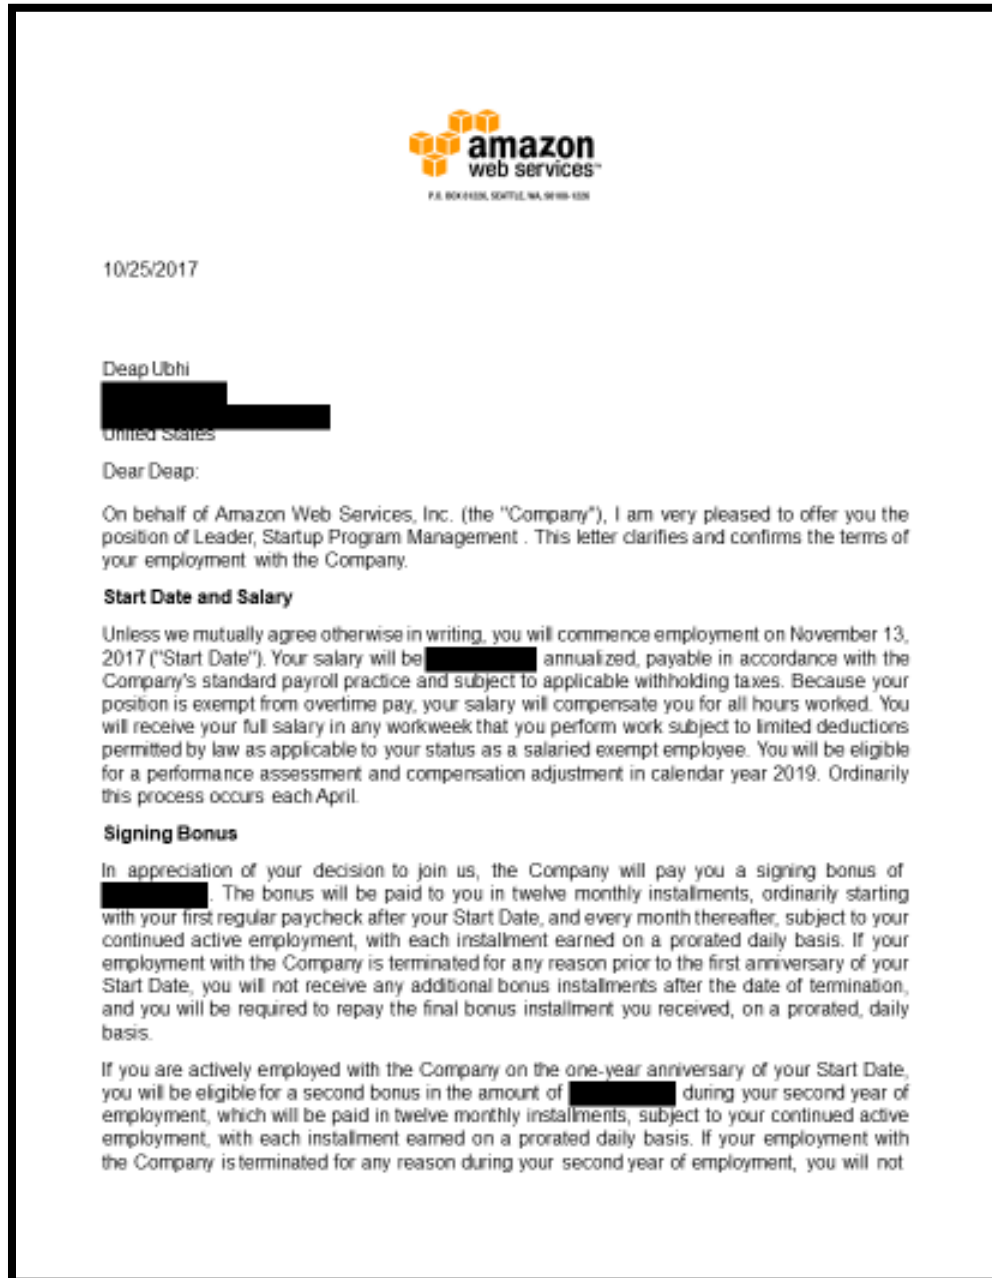 amazon
web services™
P.O. BOX 81226, SEATTLE, WA, 98108-1226
10/25/2017
Deap Ubhi
United States
Dear Deap:
On behalf of Amazon Web Services, Inc. (the "Company"), I am very pleased to offer you the
position of Leader, Startup Program Management . This letter clarifies and confirms the terms of
your employment with the Company.
Start Date and Salary
Unless we mutually agree otherwise in writing, you will commence employment on November 13,
2017 ("Start Date"). Your salary will be annualized, payable in accordance with the
Company's standard payroll practice and subject to applicable withholding taxes. Because your
position is exempt from overtime pay, your salary will compensate you for all hours worked. You
will receive your full salary in any workweek that you perform work subject to limited deductions
permitted by law as applicable to your status as a salaried exempt employee. You will be eligible
for a performance assessment and compensation adjustment in calendar year 2019. Ordinarily
this process occurs each April.
Signing Bonus
In appreciation of your decision to join us, the Company will pay you a signing bonus of
. The bonus will be paid to you in twelve monthly installments, ordinarily starting
with your first regular paycheck after your Start Date, and every month thereafter, subject to your
continued active employment, with each installment earned on a prorated daily basis. If your
employment with the Company is terminated for any reason prior to the first anniversary of your
Start Date, you will not receive any additional bonus installments after the date of termination,
and you will be required to repay the final bonus installment you received, on a prorated, daily
basis.
If you are actively employed with the Company on the one-year anniversary of your Start Date,
you will be eligible for a second bonus in the amount of during your second year of
employment, which will be paid in twelve monthly installments, subject to your continued active
employment, with each installment earned on a prorated daily basis. If your employment with
the Company is terminated for any reason during your second year of employment, you will not